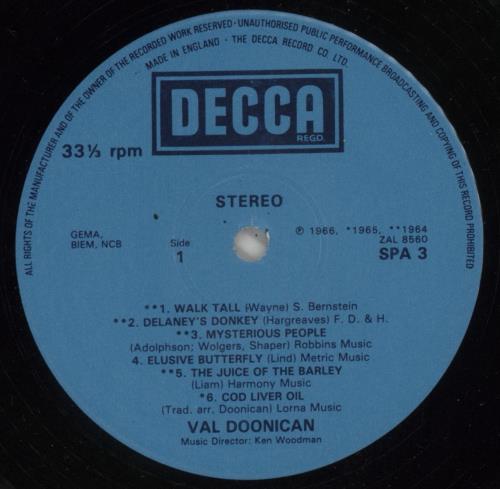 ALL RIGHTS OF THE MANUFACTURER AND OF THE OWNER OF THE RECORDED WORK RESERVED · UNAUTHORISED PUBLIC PERFORMANCE BROADCASTING AND COPYING OF THIS RECORD PROHIBITED
MADE IN ENGLAND · THE DECCA RECORD CO. LTD.
DECCA
REGD.
33⅓ rpm
STEREO
GEMA,
BIEM, NCB
Side
1
℗ 1966, *1965, **1964
ZAL 8560
SPA 3
**1. WALK TALL (Wayne) S. Bernstein
**2. DELANEY'S DONKEY (Hargreaves) F. D. & H.
**3. MYSTERIOUS PEOPLE
(Adolphson; Wolgers, Shaper) Robbins Music
4. ELUSIVE BUTTERFLY (Lind) Metric Music
**5. THE JUICE OF THE BARLEY
(Liam) Harmony Music
*6. COD LIVER OIL
(Trad. arr. Doonican) Lorna Music
VAL DOONICAN
Music Director: Ken Woodman